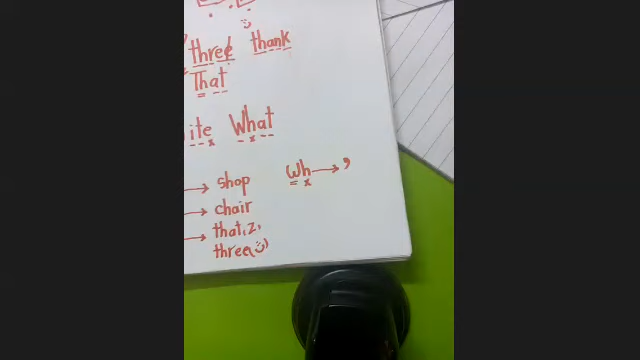 three thank
That
ite What
→ shop wh → و
→ chair
→ that, z,
three